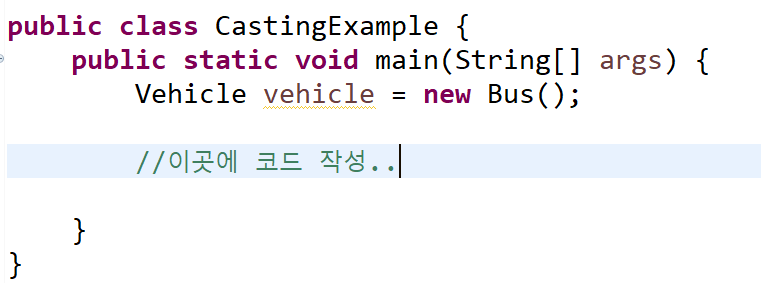 public class CastingExample {
public static void main(String[] args) {
Vehicle vehicle = new Bus();
//이곳에 코드 작성..
}
}